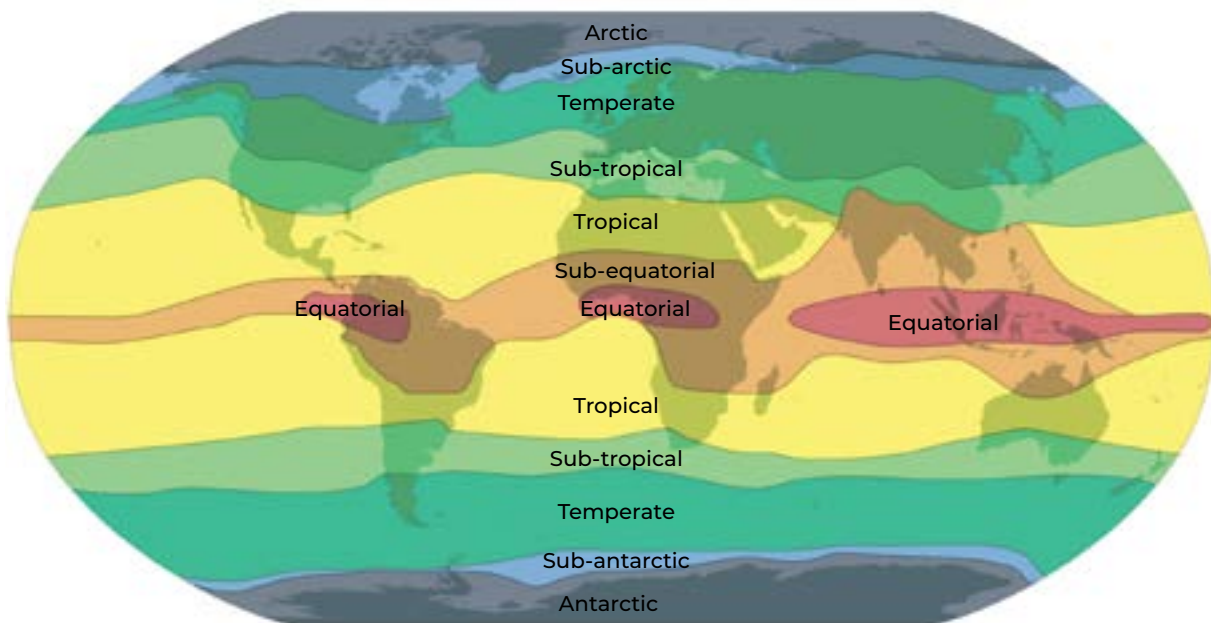 Arctic
Sub-arctic
Temperate
Sub-tropical
Tropical
Sub-equatorial
Equatorial
Equatorial
Equatorial
Tropical
Sub-tropical
Temperate
Sub-antarctic
Antarctic